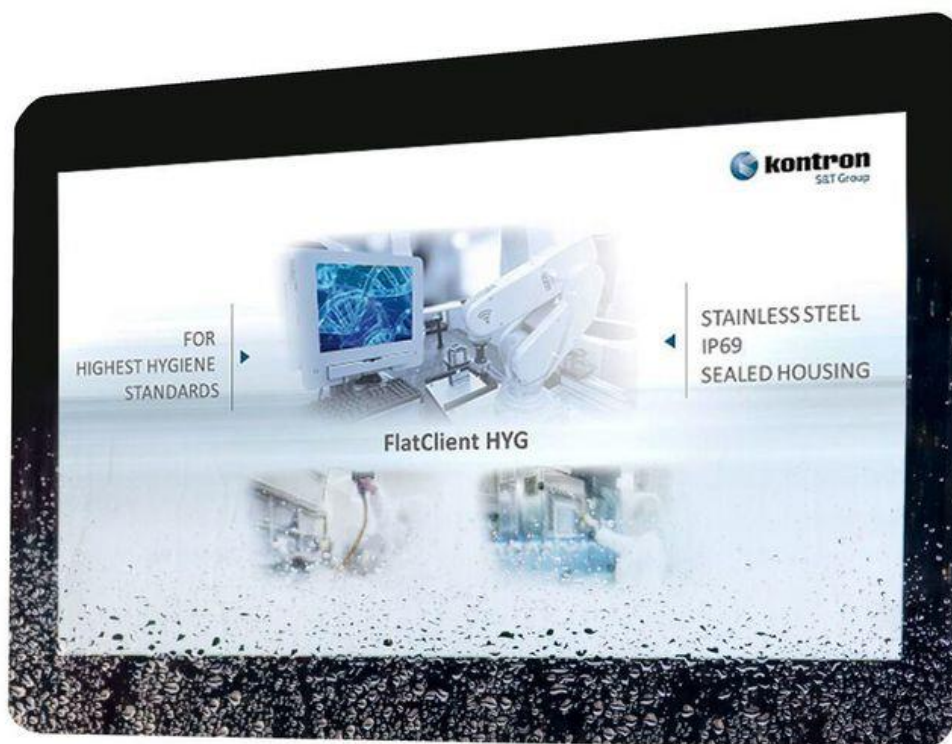 kontron
S&T Group
FOR
HIGHEST HYGIENE
STANDARDS
STAINLESS STEEL
IP69
SEALED HOUSING
FlatClient HYG